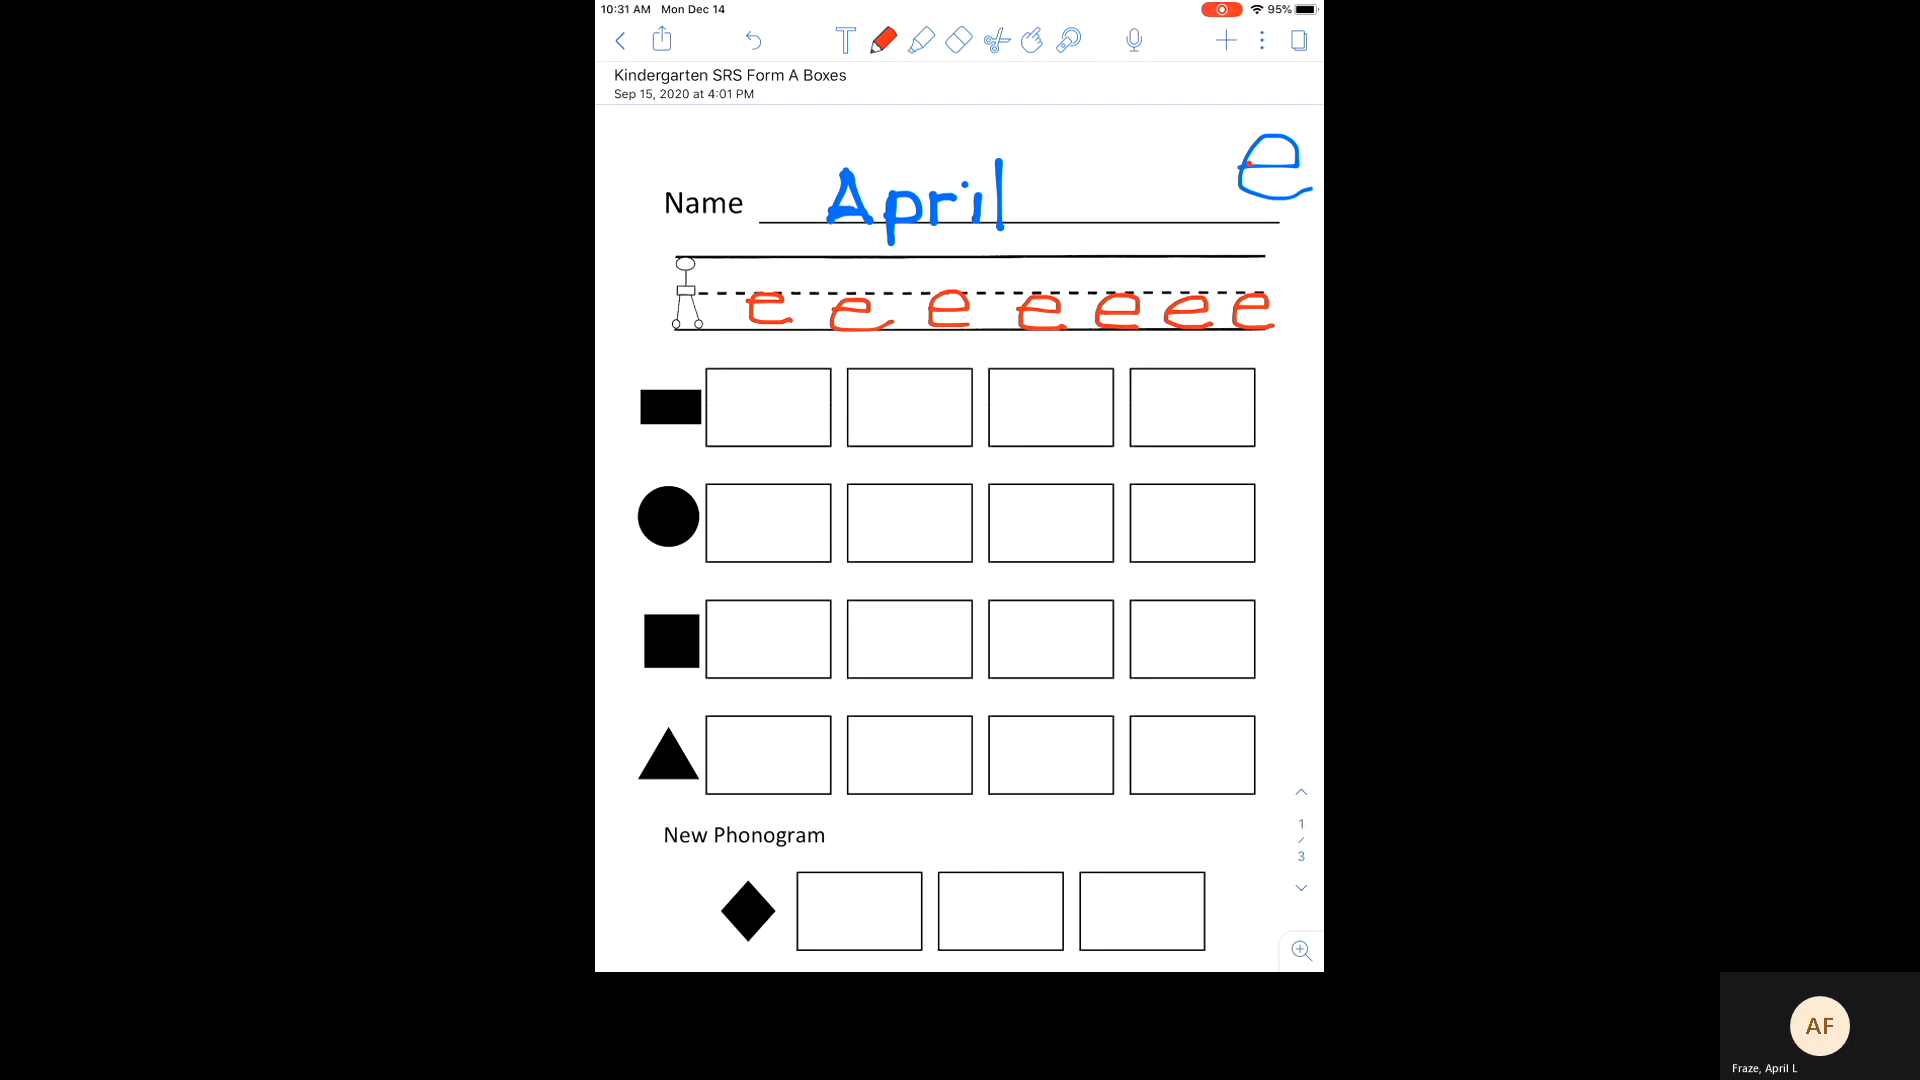 10:31 AM Mon Dec 14 95%
T
Kindergarten SRS Form A Boxes
Sep 15, 2020 at 4:01 PM
e
Name April
e e e e e e e
New Phonogram
1
/
3
AF
Fraze, April L